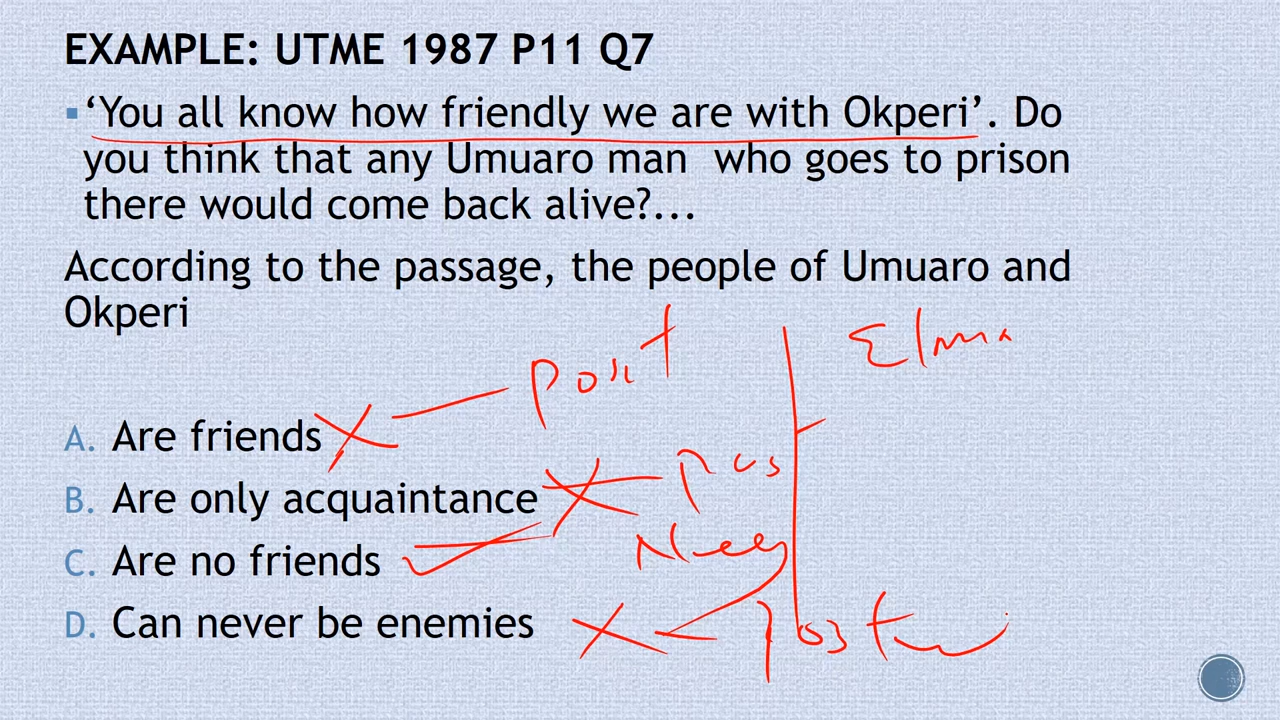 EXAMPLE: UTME 1987 P11 Q7
‘You all know how friendly we are with Okperi’. Do
you think that any Umuaro man who goes to prison
there would come back alive?...
According to the passage, the people of Umuaro and
Okperi
A. Are friends
B. Are only acquaintance
C. Are no friends
D. Can never be enemies